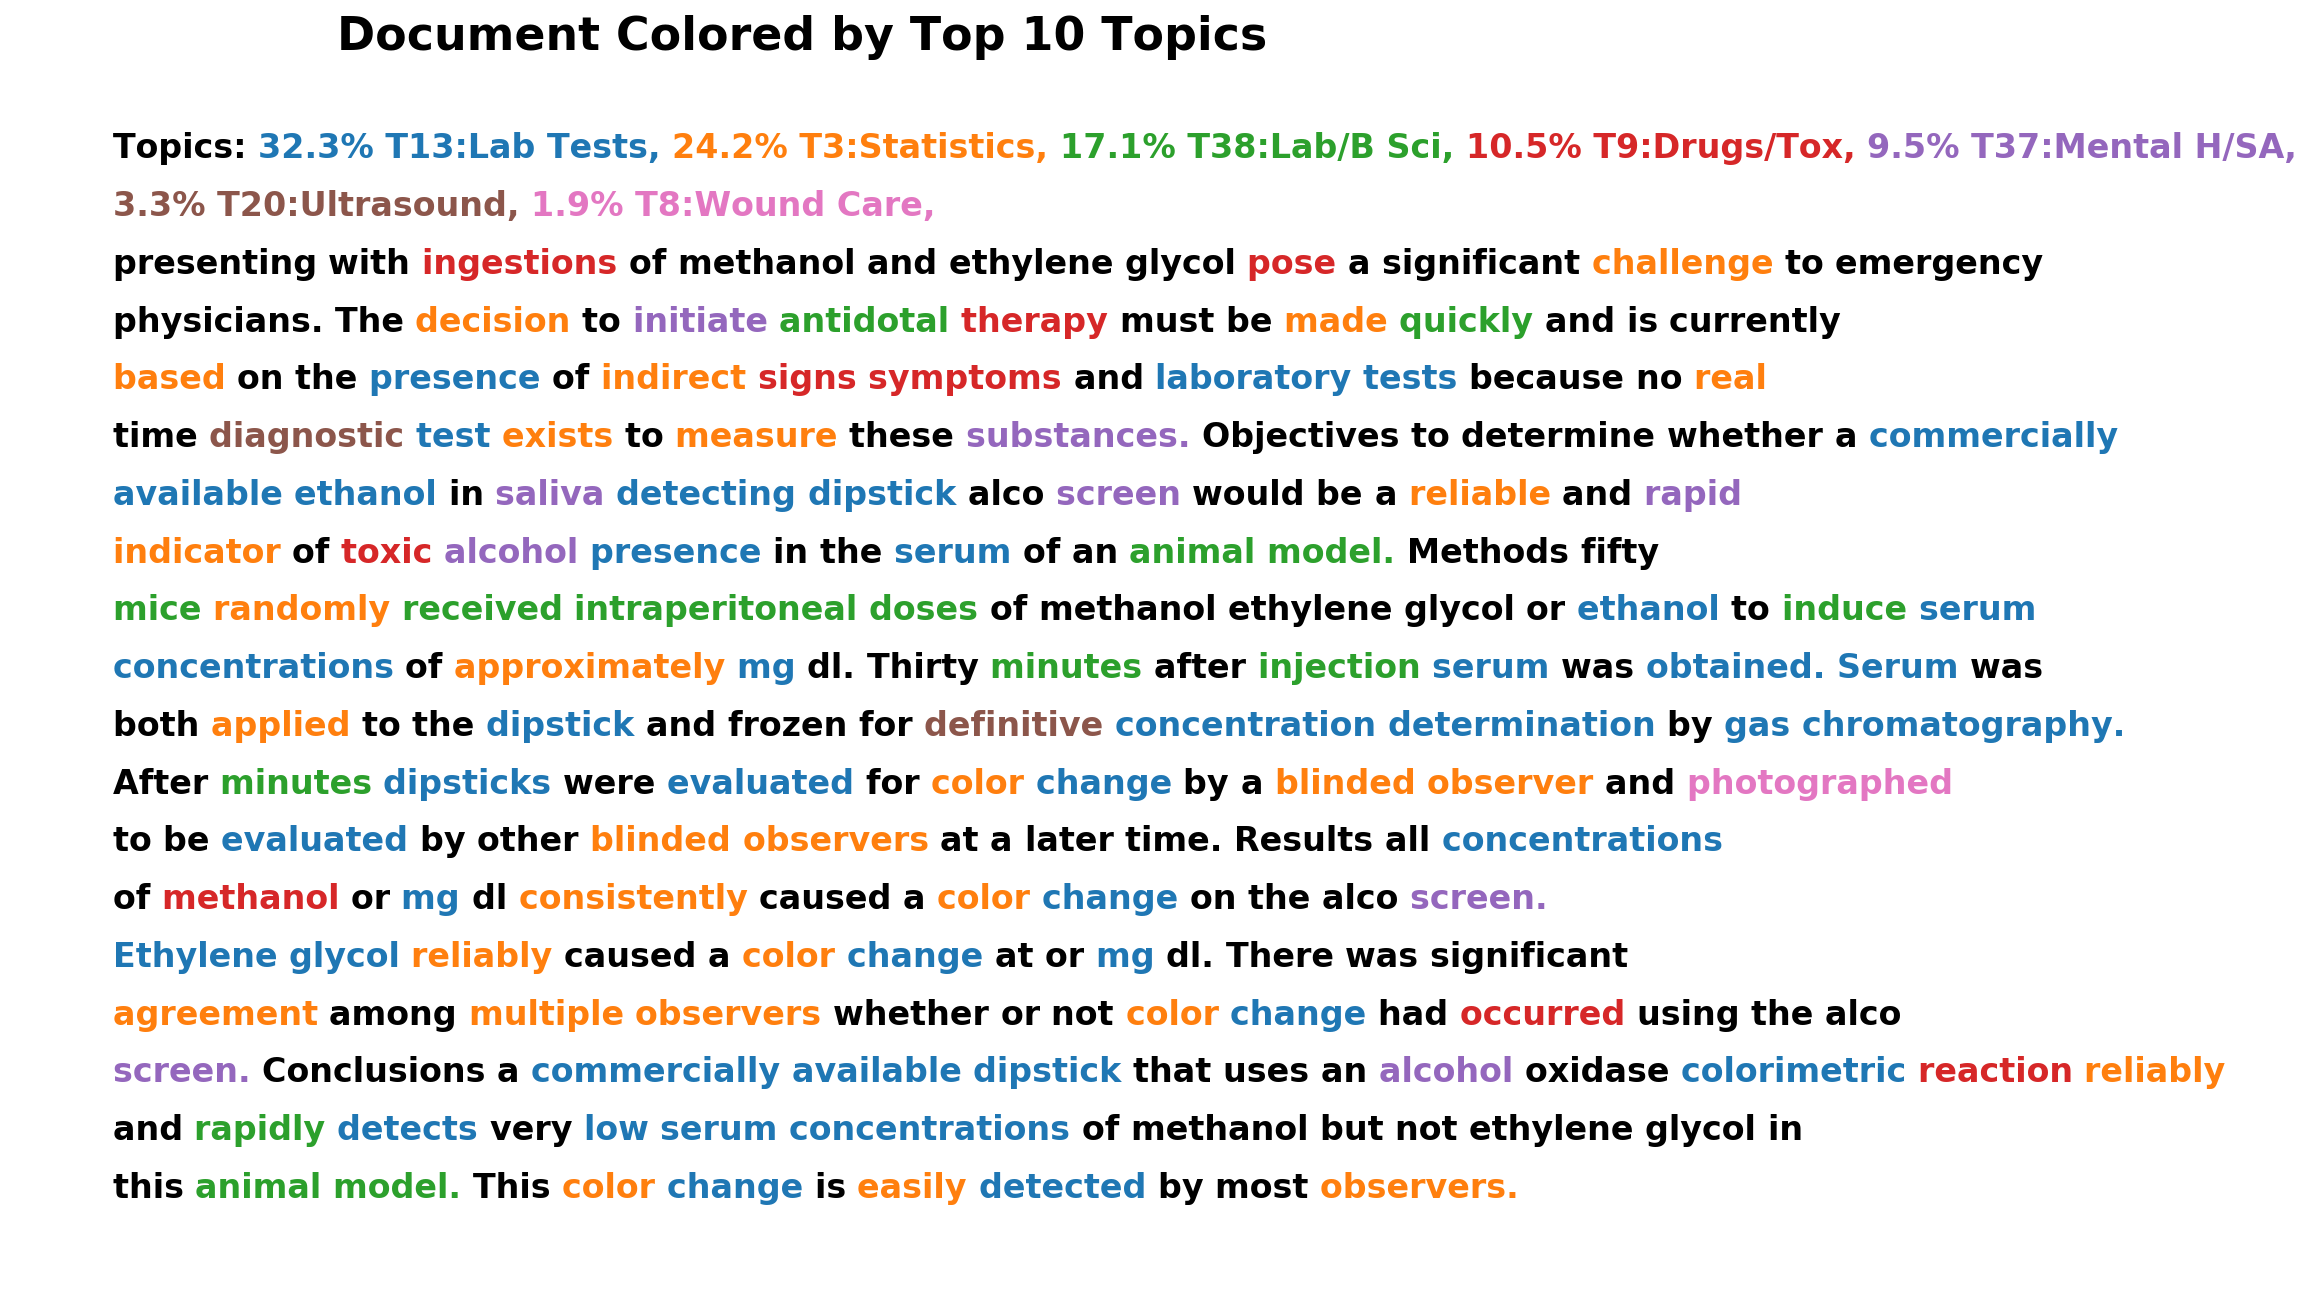 Document Colored by Top 10 Topics
Topics: 32.3% T13:Lab Tests, 24.2% T3:Statistics, 17.1% T38:Lab/B Sci, 10.5% T9:Drugs/Tox, 9.5% T37:Mental H/SA,
3.3% T20:Ultrasound, 1.9% T8:Wound Care,
presenting with ingestions of methanol and ethylene glycol pose a significant challenge to emergency
physicians. The decision to initiate antidotal therapy must be made quickly and is currently
based on the presence of indirect signs symptoms and laboratory tests because no real
time diagnostic test exists to measure these substances. Objectives to determine whether a commercially
available ethanol in saliva detecting dipstick alco screen would be a reliable and rapid
indicator of toxic alcohol presence in the serum of an animal model. Methods fifty
mice randomly received intraperitoneal doses of methanol ethylene glycol or ethanol to induce serum
concentrations of approximately mg dl. Thirty minutes after injection serum was obtained. Serum was
both applied to the dipstick and frozen for definitive concentration determination by gas chromatography.
After minutes dipsticks were evaluated for color change by a blinded observer and photographed
to be evaluated by other blinded observers at a later time. Results all concentrations
of methanol or mg dl consistently caused a color change on the alco screen.
Ethylene glycol reliably caused a color change at or mg dl. There was significant
agreement among multiple observers whether or not color change had occurred using the alco
screen. Conclusions a commercially available dipstick that uses an alcohol oxidase colorimetric reaction reliably
and rapidly detects very low serum concentrations of methanol but not ethylene glycol in
this animal model. This color change is easily detected by most observers.